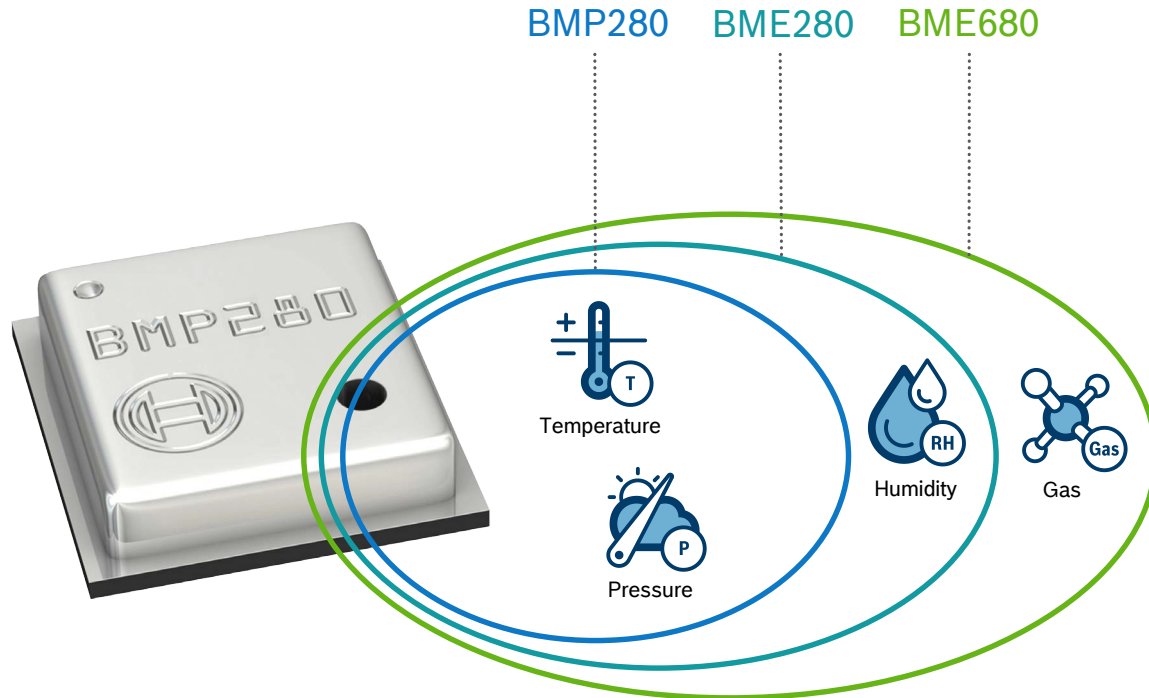 BMP280 BME280 BME680
BMP280
+
−
T
Temperature
RH
Humidity
Gas
Gas
P
Pressure